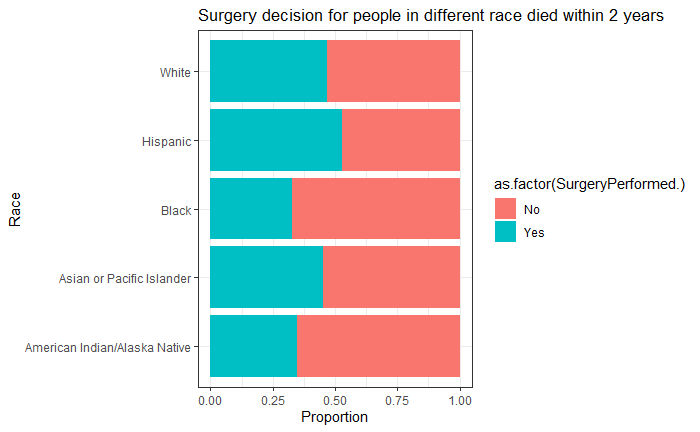 Surgery decision for people in different race died within 2 years
White
Hispanic
Black
Asian or Pacific Islander
American Indian/Alaska Native
Race
0.00 0.25 0.50 0.75 1.00
Proportion
as.factor(SurgeryPerformed.)
No
Yes